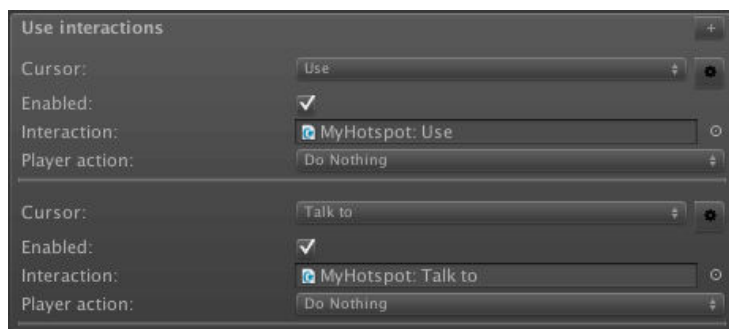 Use interactions +
Cursor: Use
Enabled:
Interaction: MyHotspot: Use
Player action: Do Nothing
Cursor: Talk to
Enabled:
Interaction: MyHotspot: Talk to
Player action: Do Nothing